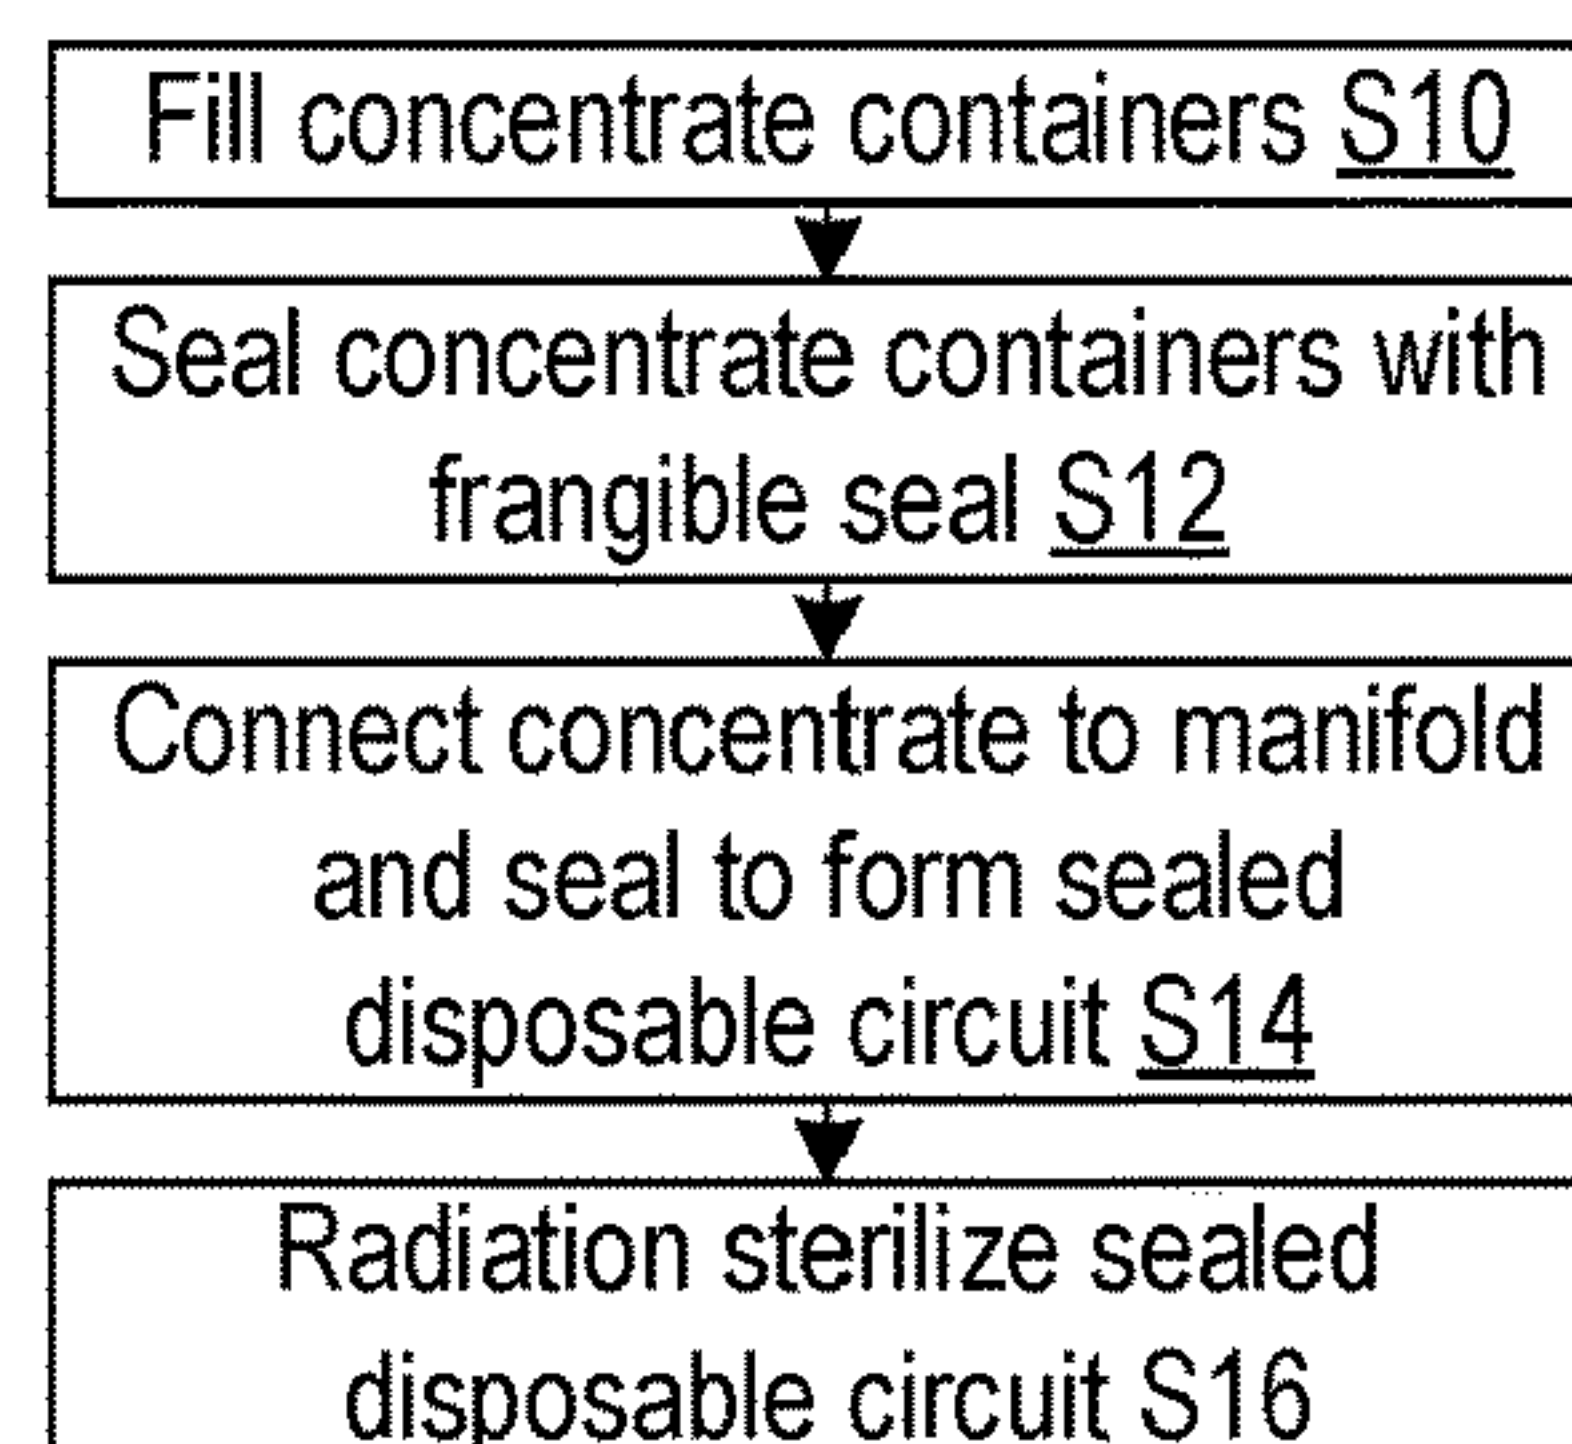 Fill concentrate containers S10
Seal concentrate containers with
frangible seal S12
Connect concentrate to manifold
and seal to form sealed
disposable circuit S14
Radiation sterilize sealed
disposable circuit S16